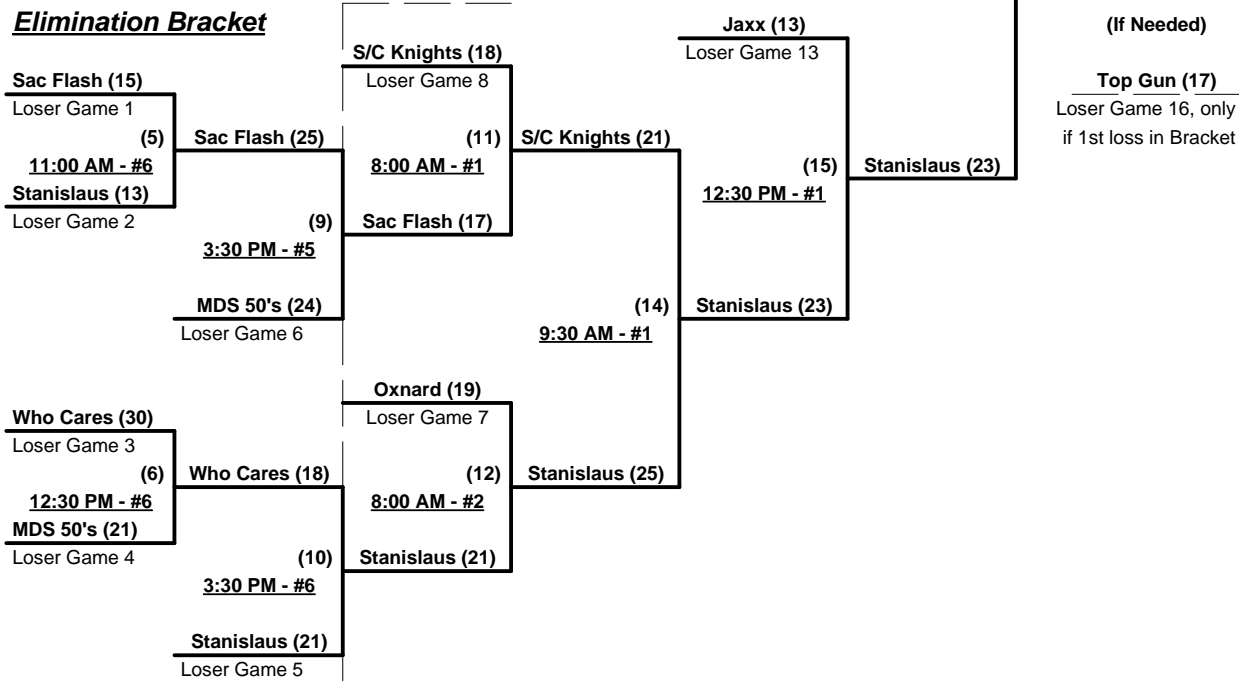 Elimination Bracket
Jaxx (13)
(If Needed)
S/C Knights (18)
Loser Game 13
Sac Flash (15)
Loser Game 8
Top Gun (17)
Loser Game 1
Loser Game 16, only
(5)
Sac Flash (25)
(11)
S/C Knights (21)
if 1st loss in Bracket
11:00 AM - #6
8:00 AM - #1
(15)
Stanislaus (23)
Stanislaus (13)
12:30 PM - #1
Loser Game 2
(9)
Sac Flash (17)
3:30 PM - #5
MDS 50's (24)
(14)
Stanislaus (23)
Loser Game 6
9:30 AM - #1
Oxnard (19)
Who Cares (30)
Loser Game 7
Loser Game 3
(6)
Who Cares (18)
(12)
Stanislaus (25)
12:30 PM - #6
8:00 AM - #2
MDS 50's (21)
Loser Game 4
(10)
Stanislaus (21)
3:30 PM - #6
Stanislaus (21)
Loser Game 5